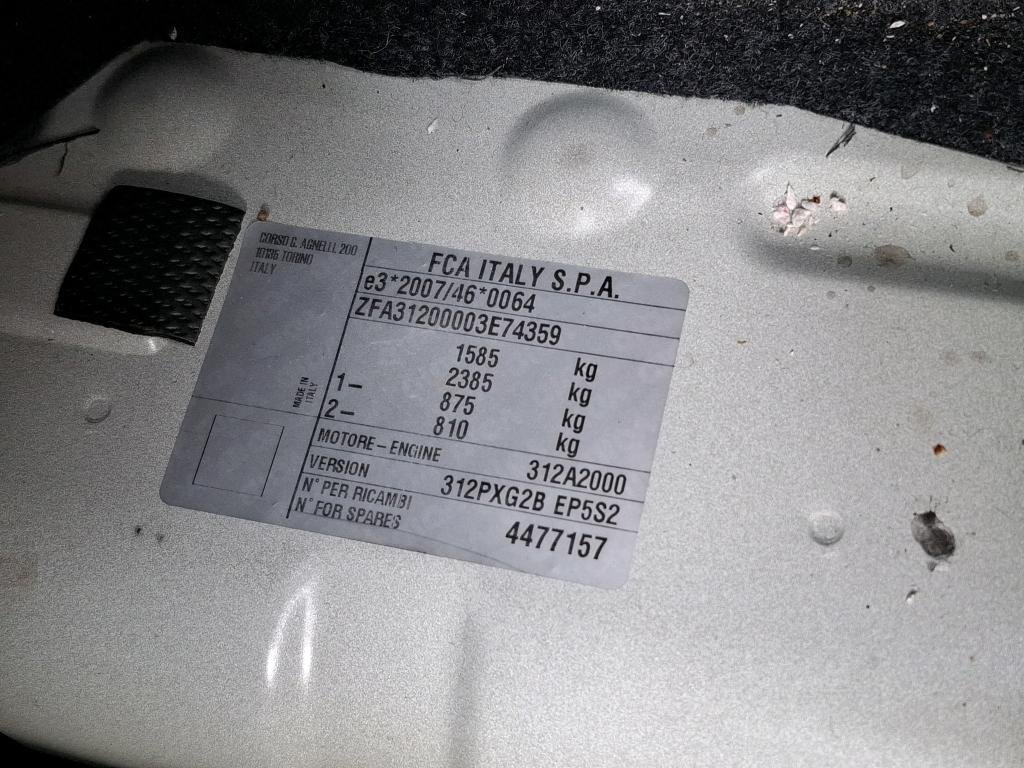 CORSO G. AGNELLI, 200
10135 TORINO
ITALY
FCA ITALY S.P.A.
e3*2007/46*0064
ZFA31200003E74359
1585 kg
2385 kg
1– 875 kg
2– 810 kg
MADE IN
ITALY
MOTORE – ENGINE 312A2000
VERSION 312PXG2B EP5S2
N° PER RICAMBI
N° FOR SPARES 4477157